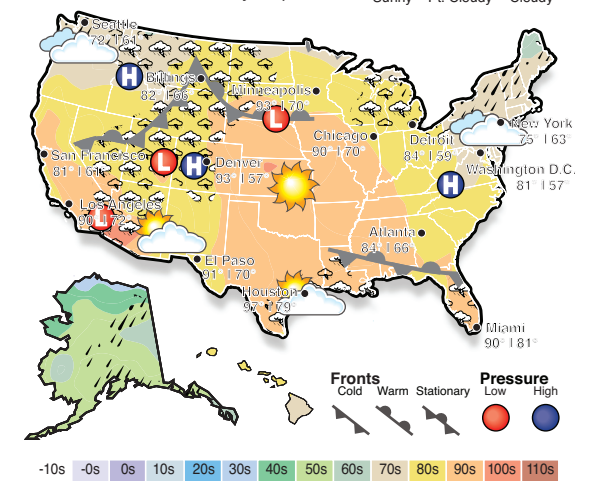 Sunny Pt. Cloudy Cloudy
Seattle
72° | 61°
H
Billings
82° | 66°
Minneapolis
93° | 70°
L
New York
75° | 63°
Chicago
90° | 70°
Detroit
84° | 59°
San Francisco
81° | 61°
L
H
Denver
93° | 57°
Washington D.C.
81° | 57°
H
Los Angeles
90° | 72°
L
Atlanta
84° | 66°
El Paso
91° | 70°
Houston
97° | 79°
Miami
90° | 81°
Fronts
Cold Warm Stationary
Pressure
Low High
-10s -0s 0s 10s 20s 30s 40s 50s 60s 70s 80s 90s 100s 110s